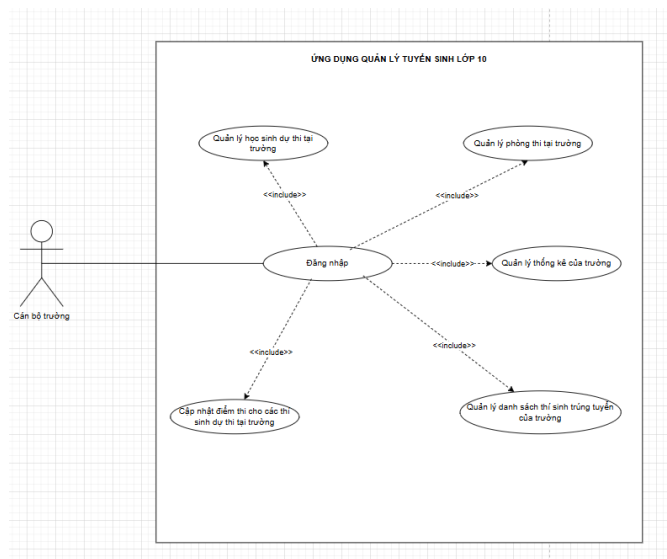 ỨNG DỤNG QUẢN LÝ TUYỂN SINH LỚP 10
Quản lý học sinh dự thi tại
trường
Quản lý phòng thi tại trường
<<include>>
<<include>>
Đăng nhập
<<include>>
Quản lý thống kê của trường
Cán bộ trường
<<include>>
<<include>>
Cập nhật điểm thi cho các thí
sinh dự thi tại trường
Quản lý danh sách thí sinh trúng tuyển
của trường